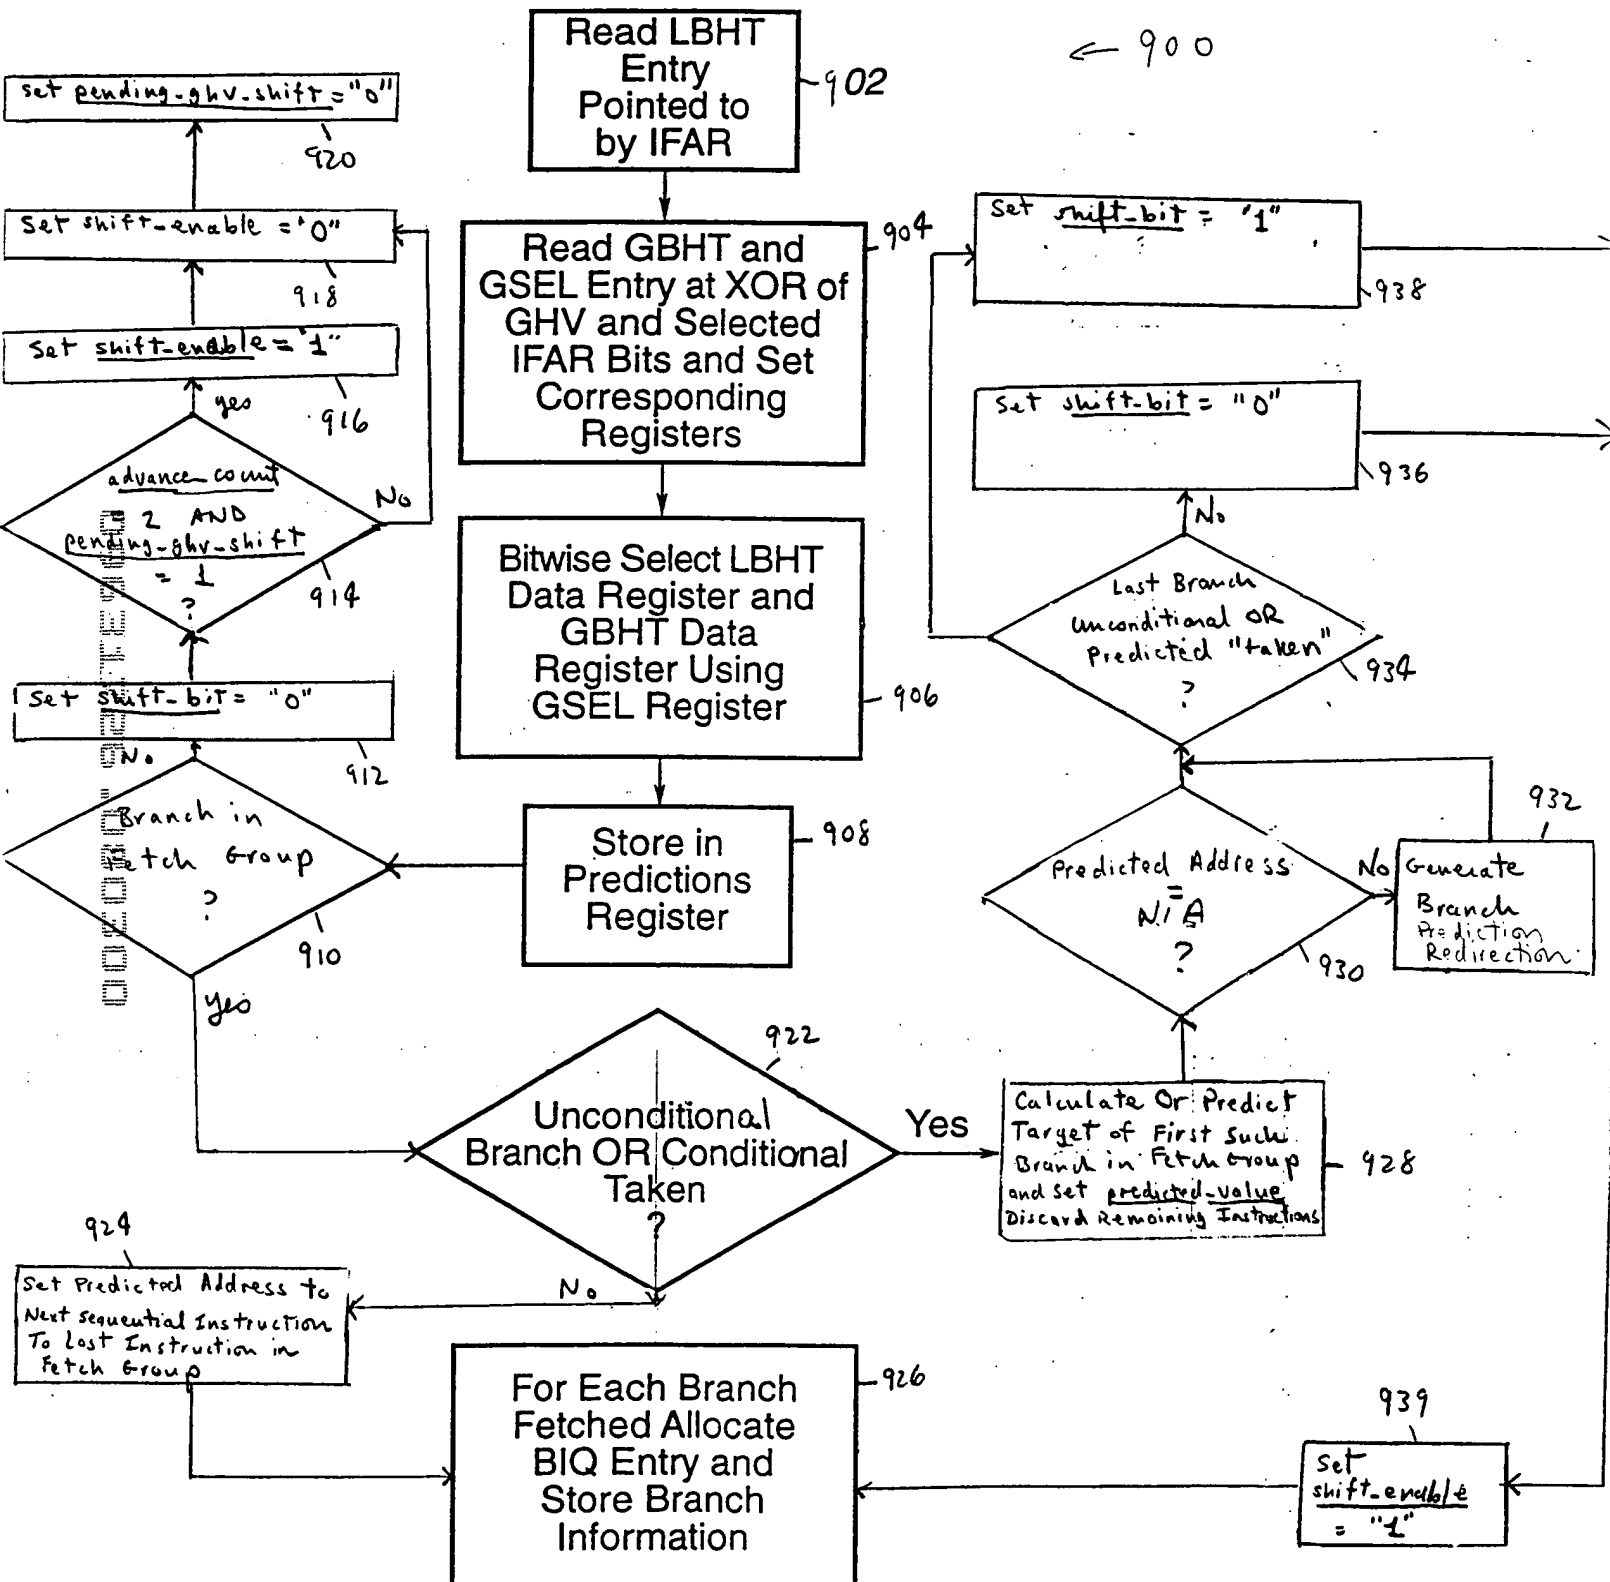 ← 900
Read LBHT
Entry
Pointed to
by IFAR
902
Read GBHT and
GSEL Entry at XOR of
GHV and Selected
IFAR Bits and Set
Corresponding
Registers
904
Bitwise Select LBHT
Data Register and
GBHT Data
Register Using
GSEL Register
906
Store in
Predictions
Register
908
Branch in
Fetch Group
?
910
No
Yes
Set shift-bit = "0"
912
advance-count
= 2 AND
pending-ghv-shift
= 1
?
914
yes
No
Set shift-enable = "1"
916
Set shift-enable = "0"
918
set pending-ghv-shift = "0"
920
Unconditional
Branch OR Conditional
Taken
?
922
Yes
No
Set Predicted Address to
Next Sequential Instruction
To Last Instruction in
Fetch Group
924
For Each Branch
Fetched Allocate
BIQ Entry and
Store Branch
Information
926
Calculate Or Predict
Target of First Such
Branch in Fetch Group
and Set predicted-value
Discard Remaining Instructions
928
Predicted Address
=
NIA
?
930
No
Generate
Branch
Prediction
Redirection
932
Last Branch
Unconditional OR
Predicted "taken"
?
934
No
Set shift-bit = "0"
936
Set shift-bit = "1"
938
Set
shift-enable
= "1"
939